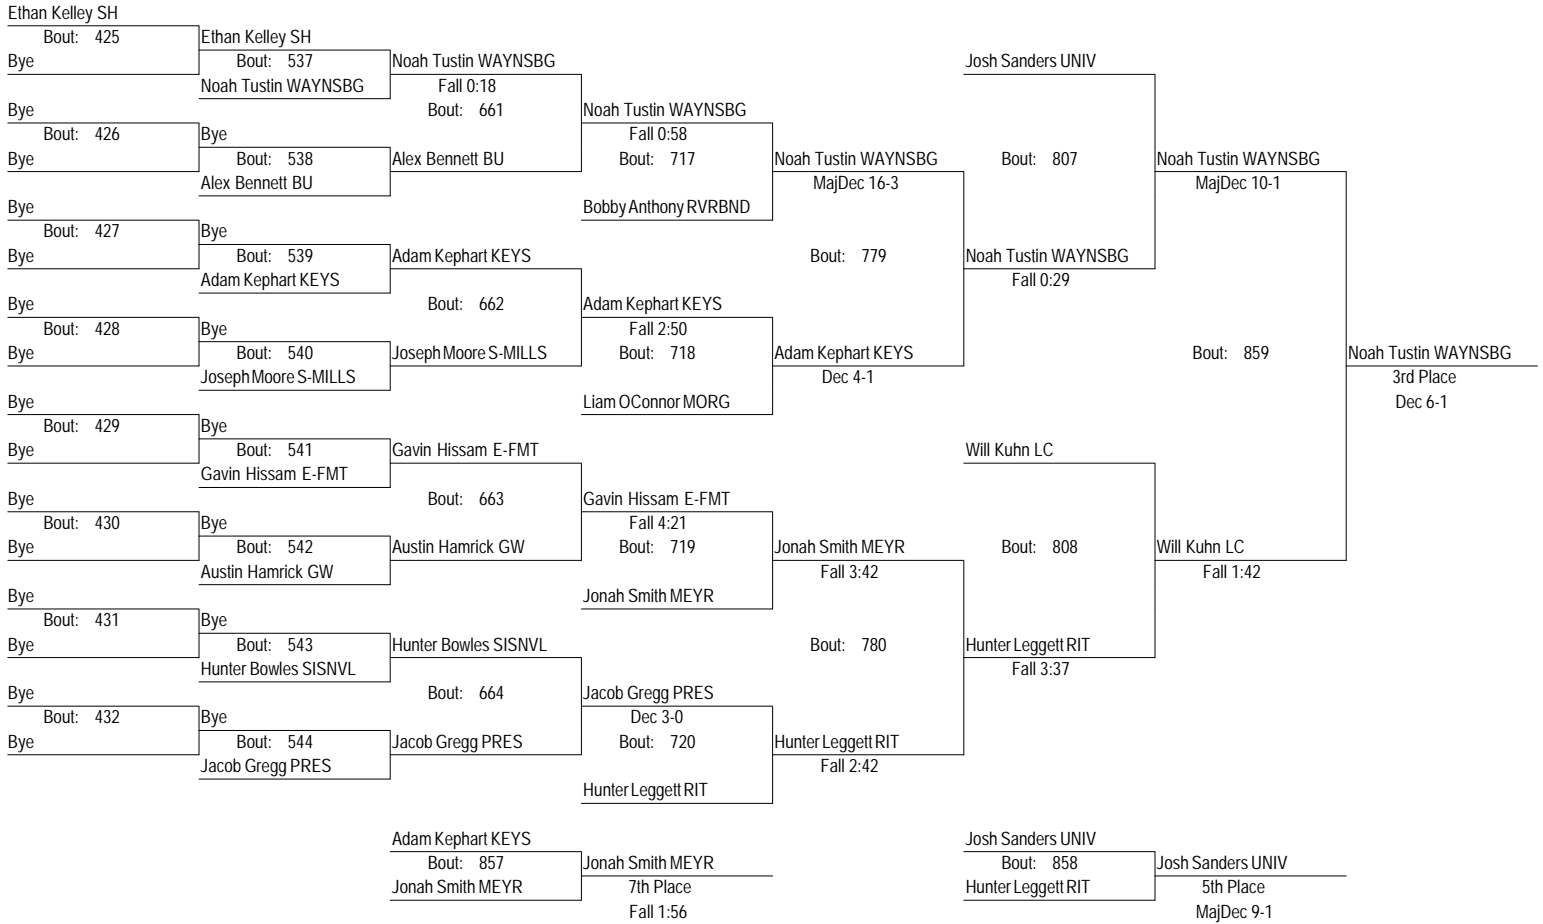 Ethan Kelley SH
Bout: 425
Bye
Bye
Bout: 426
Bye
Bye
Bout: 427
Bye
Bye
Bout: 428
Bye
Bye
Bout: 429
Bye
Bye
Bout: 430
Bye
Bye
Bout: 431
Bye
Bye
Bout: 432
Bye
Ethan Kelley SH
Bout: 537
Noah Tustin WAYNSBG
Bye
Bout: 538
Alex Bennett BU
Bye
Bout: 539
Adam Kephart KEYS
Bye
Bout: 540
Joseph Moore S-MILLS
Bye
Bout: 541
Gavin Hissam E-FMT
Bye
Bout: 542
Austin Hamrick GW
Bye
Bout: 543
Hunter Bowles SISNVL
Bye
Bout: 544
Jacob Gregg PRES
Noah Tustin WAYNSBG
Fall 0:18
Bout: 661
Alex Bennett BU
Adam Kephart KEYS
Bout: 662
Joseph Moore S-MILLS
Gavin Hissam E-FMT
Bout: 663
Austin Hamrick GW
Hunter Bowles SISNVL
Bout: 664
Jacob Gregg PRES
Noah Tustin WAYNSBG
Fall 0:58
Bout: 717
Bobby Anthony RVRBND
Adam Kephart KEYS
Fall 2:50
Bout: 718
Liam OConnor MORG
Gavin Hissam E-FMT
Fall 4:21
Bout: 719
Jonah Smith MEYR
Jacob Gregg PRES
Dec 3-0
Bout: 720
Hunter Leggett RIT
Noah Tustin WAYNSBG
MajDec 16-3
Bout: 779
Adam Kephart KEYS
Dec 4-1
Jonah Smith MEYR
Fall 3:42
Bout: 780
Hunter Leggett RIT
Fall 2:42
Josh Sanders UNIV
Bout: 807
Noah Tustin WAYNSBG
Fall 0:29
Will Kuhn LC
Bout: 808
Hunter Leggett RIT
Fall 3:37
Noah Tustin WAYNSBG
MajDec 10-1
Bout: 859
Will Kuhn LC
Fall 1:42
Noah Tustin WAYNSBG
3rd Place
Dec 6-1
Adam Kephart KEYS
Bout: 857
Jonah Smith MEYR
Jonah Smith MEYR
7th Place
Fall 1:56
Josh Sanders UNIV
Bout: 858
Hunter Leggett RIT
Josh Sanders UNIV
5th Place
MajDec 9-1